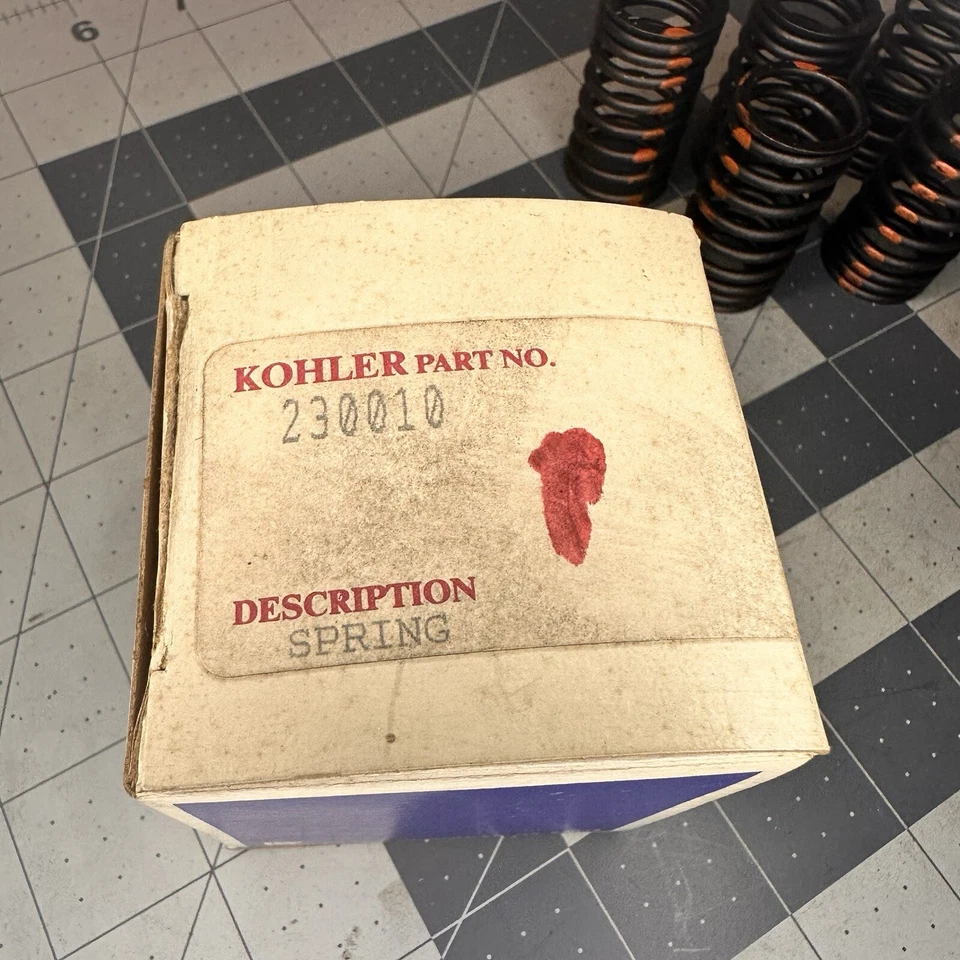 6
KOHLER PART NO.
230010
DESCRIPTION
SPRING